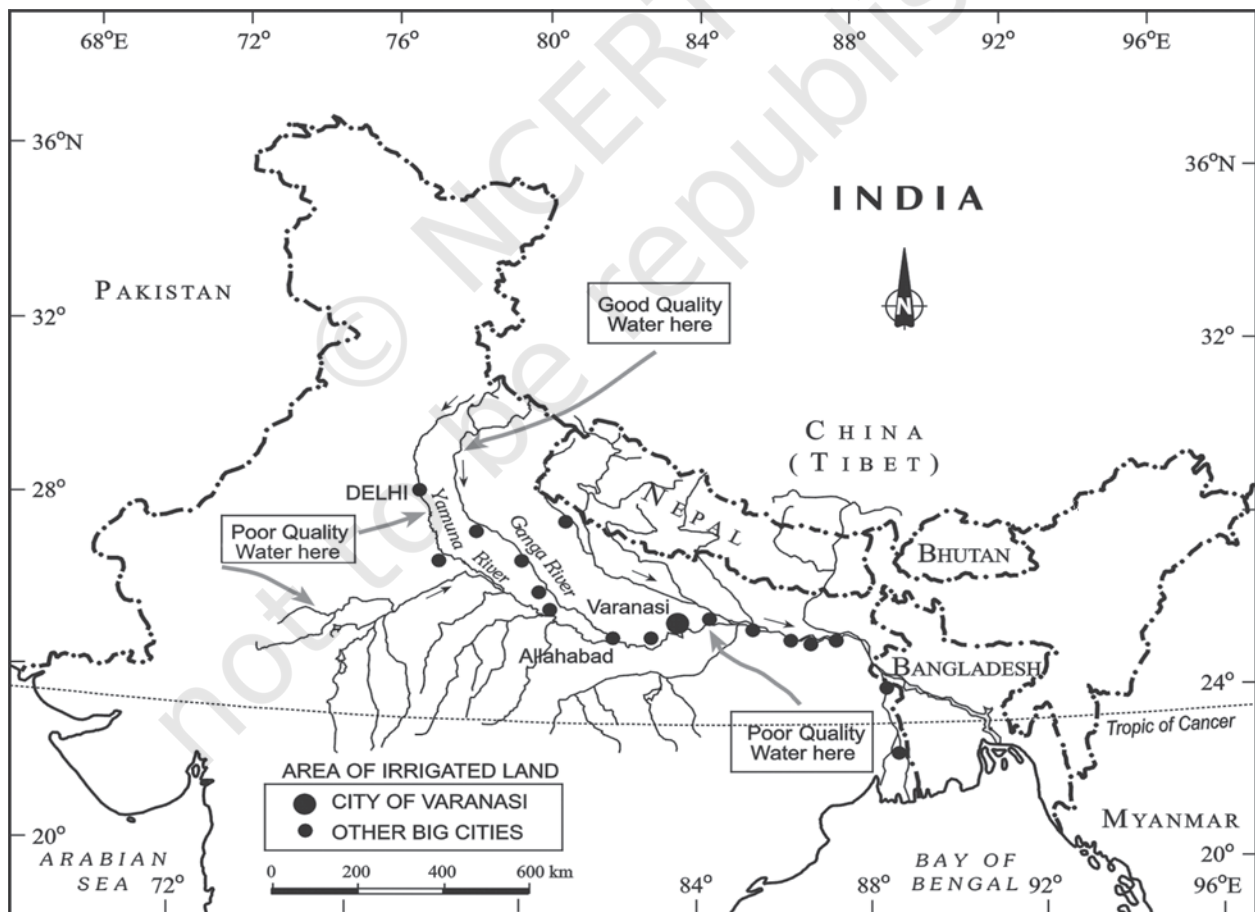 68°E 72° 76° 80° 84° 88° 92° 96°E
© NCERT
not to be republis
36°N
36°N
INDIA
N
PAKISTAN
Good Quality
Water here
32°
32°
CHINA
(TIBET)
28°
28°
DELHI
NEPAL
Yamuna
River
Ganga River
Poor Quality
Water here
BHUTAN
Varanasi
Allahabad
BANGLADESH
24°
Tropic of Cancer
Poor Quality
Water here
AREA OF IRRIGATED LAND
CITY OF VARANASI
OTHER BIG CITIES
0 200 400 600 km
MYANMAR
20°
20°
ARABIAN
SEA
BAY OF
BENGAL
72° 84° 88° 92° 96°E